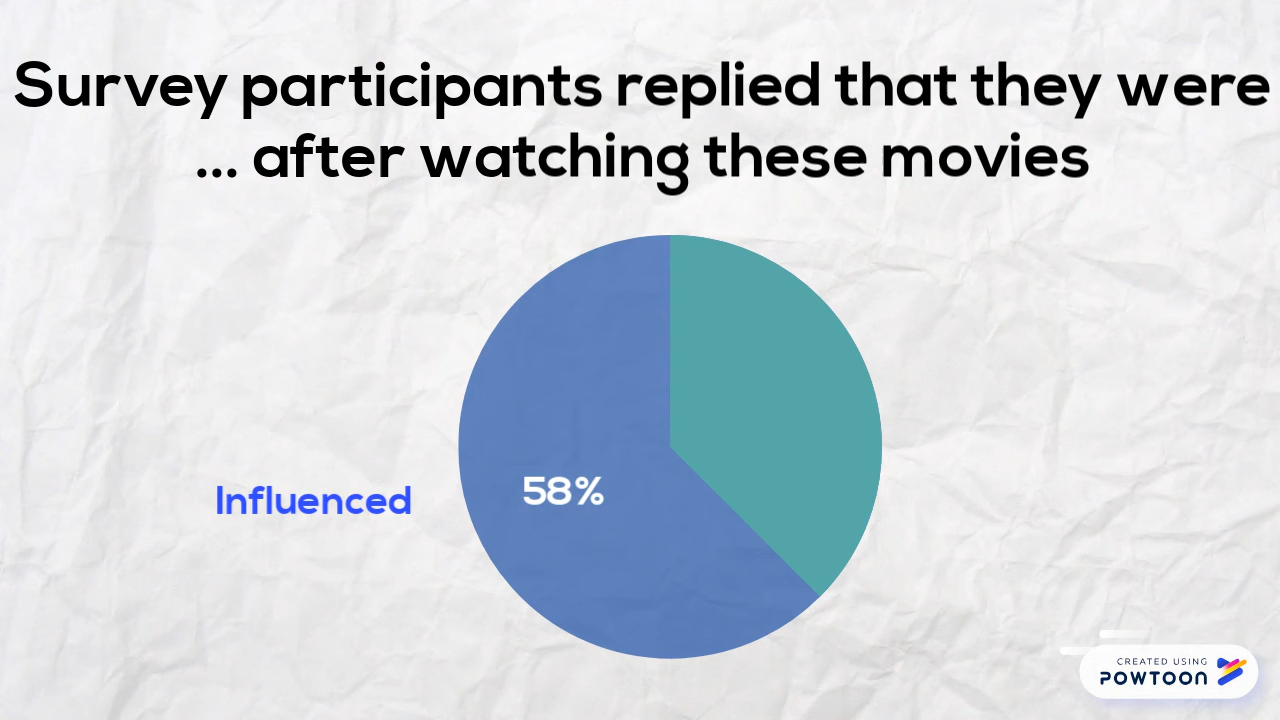 Survey participants replied that they were
... after watching these movies
58%
Influenced
CREATED USING
POWTOON